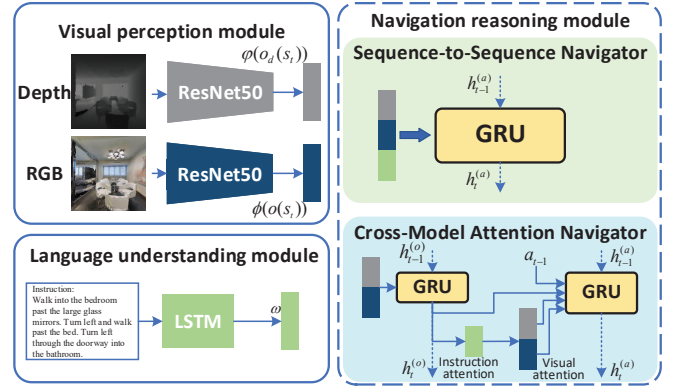 Visual perception module
φ(o_d(s_t))
Depth
ResNet50
RGB
ResNet50
ϕ(o(s_t))
Language understanding module
Instruction:
Walk into the bedroom
past the large glass
mirrors. Turn left and walk
past the bed. Turn left
through the doorway into
the bathroom.
LSTM
ω
Navigation reasoning module
Sequence-to-Sequence Navigator
h_{t-1}^{(a)}
GRU
h_t^{(a)}
Cross-Model Attention Navigator
h_{t-1}^{(o)}
a_{t-1}
h_{t-1}^{(a)}
GRU
GRU
h_t^{(o)}
Instruction
attention
Visual
attention
h_t^{(a)}